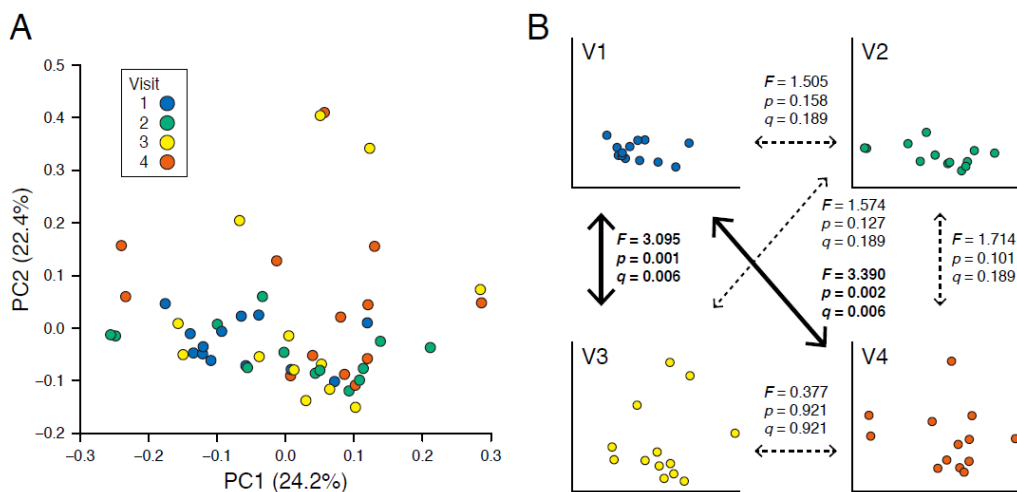 A
PC2 (22.4%)
0.5
0.4
0.3
0.2
0.1
0.0
−0.1
−0.2
Visit
1
2
3
4
−0.3
−0.1
−0.1
0.0
0.1
0.3
0.3
PC1 (24.2%)
B
V1
V2
F = 1.505
p = 0.158
q = 0.189
F = 3.095
p = 0.001
q = 0.006
F = 1.574
p = 0.127
q = 0.189
F = 3.390
p = 0.002
q = 0.006
F = 1.714
p = 0.101
q = 0.189
V3
V4
F = 0.377
p = 0.921
q = 0.921